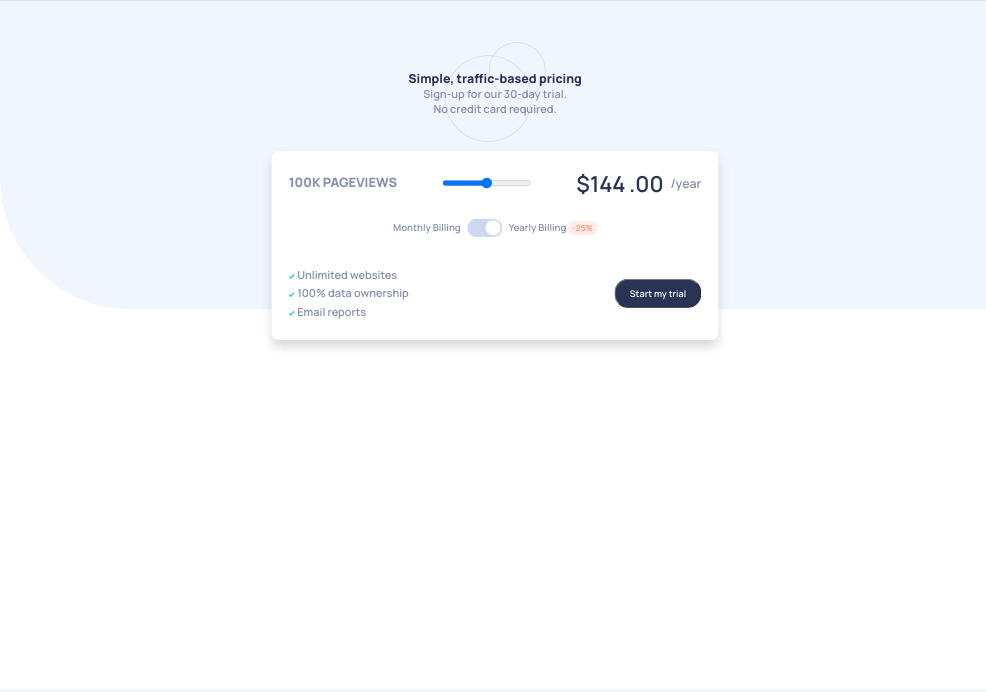 Simple, traffic-based pricing
Sign-up for our 30-day trial.
No credit card required.
100K PAGEVIEWS
$144.00 /year
Monthly Billing
Yearly Billing -25%
Unlimited websites
100% data ownership
Email reports
Start my trial